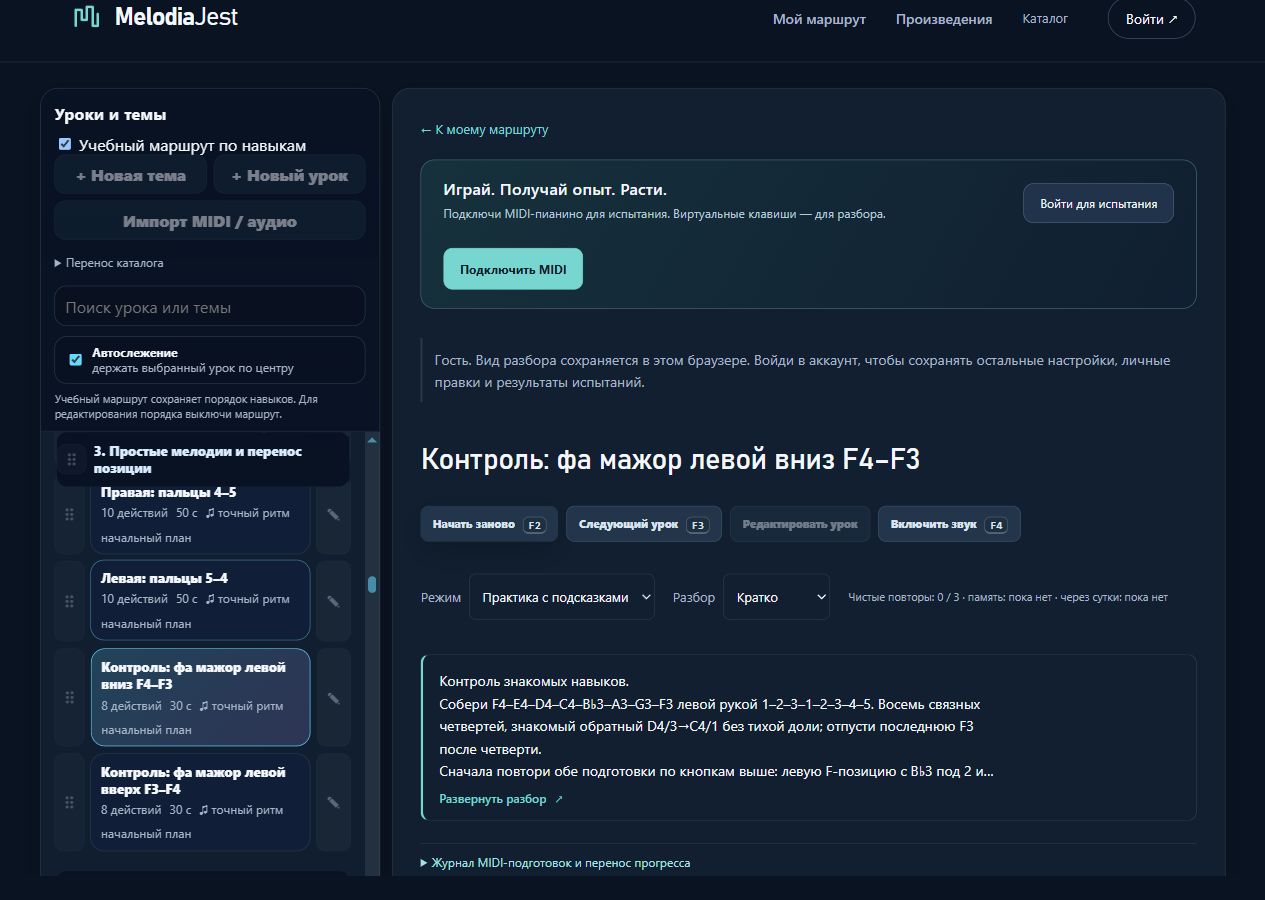 MelodiaJest
Мой маршрут
Произведения
Каталог
Войти ↗
Уроки и темы
Учебный маршрут по навыкам
+ Новая тема
+ Новый урок
Импорт MIDI / аудио
▶ Перенос каталога
Поиск урока или темы
Автослежение
держать выбранный урок по центру
Учебный маршрут сохраняет порядок навыков. Для
редактирования порядка выключи маршрут.
3. Простые мелодии и перенос
позиции
Правая: пальцы 4–5
10 действий 50 с ♫ точный ритм
начальный план
Левая: пальцы 5–4
10 действий 50 с ♫ точный ритм
начальный план
Контроль: фа мажор левой
вниз F4–F3
8 действий 30 с ♫ точный ритм
начальный план
Контроль: фа мажор левой
вверх F3–F4
8 действий 30 с ♫ точный ритм
начальный план
← К моему маршруту
Играй. Получай опыт. Расти.
Подключи MIDI-пианино для испытания. Виртуальные клавиши — для разбора.
Войти для испытания
Подключить MIDI
Гость. Вид разбора сохраняется в этом браузере. Войди в аккаунт, чтобы сохранять остальные настройки, личные
правки и результаты испытаний.
Контроль: фа мажор левой вниз F4–F3
Начать заново F2
Следующий урок F3
Редактировать урок
Включить звук F4
Режим Практика с подсказками Разбор Кратко Чистые повторы: 0 / 3 · память: пока нет · через сутки: пока нет
Контроль знакомых навыков.
Собери F4–E4–D4–C4–B♭3–A3–G3–F3 левой рукой 1–2–3–1–2–3–4–5. Восемь связных
четвертей, знакомый обратный D4/3→C4/1 без тихой доли; отпусти последнюю F3
после четверти.
Сначала повтори обе подготовки по кнопкам выше: левую F-позицию с B♭3 под 2 и...
Развернуть разбор ↗
▶ Журнал MIDI-подготовок и перенос прогресса